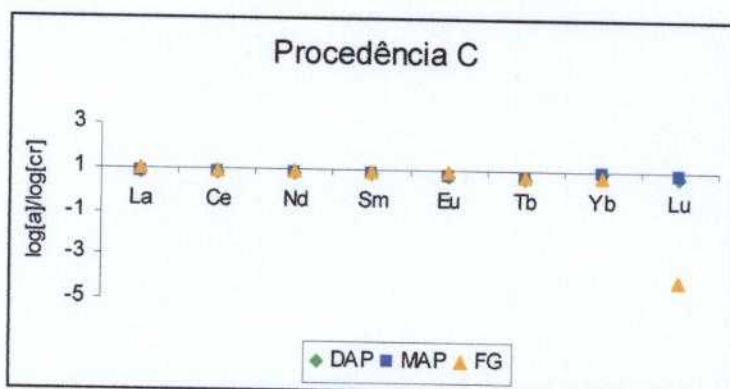 Procedência C
log[a]/log[cr]
3
1
-1
-3
-5
La Ce Nd Sm Eu Tb Yb Lu
DAP MAP FG